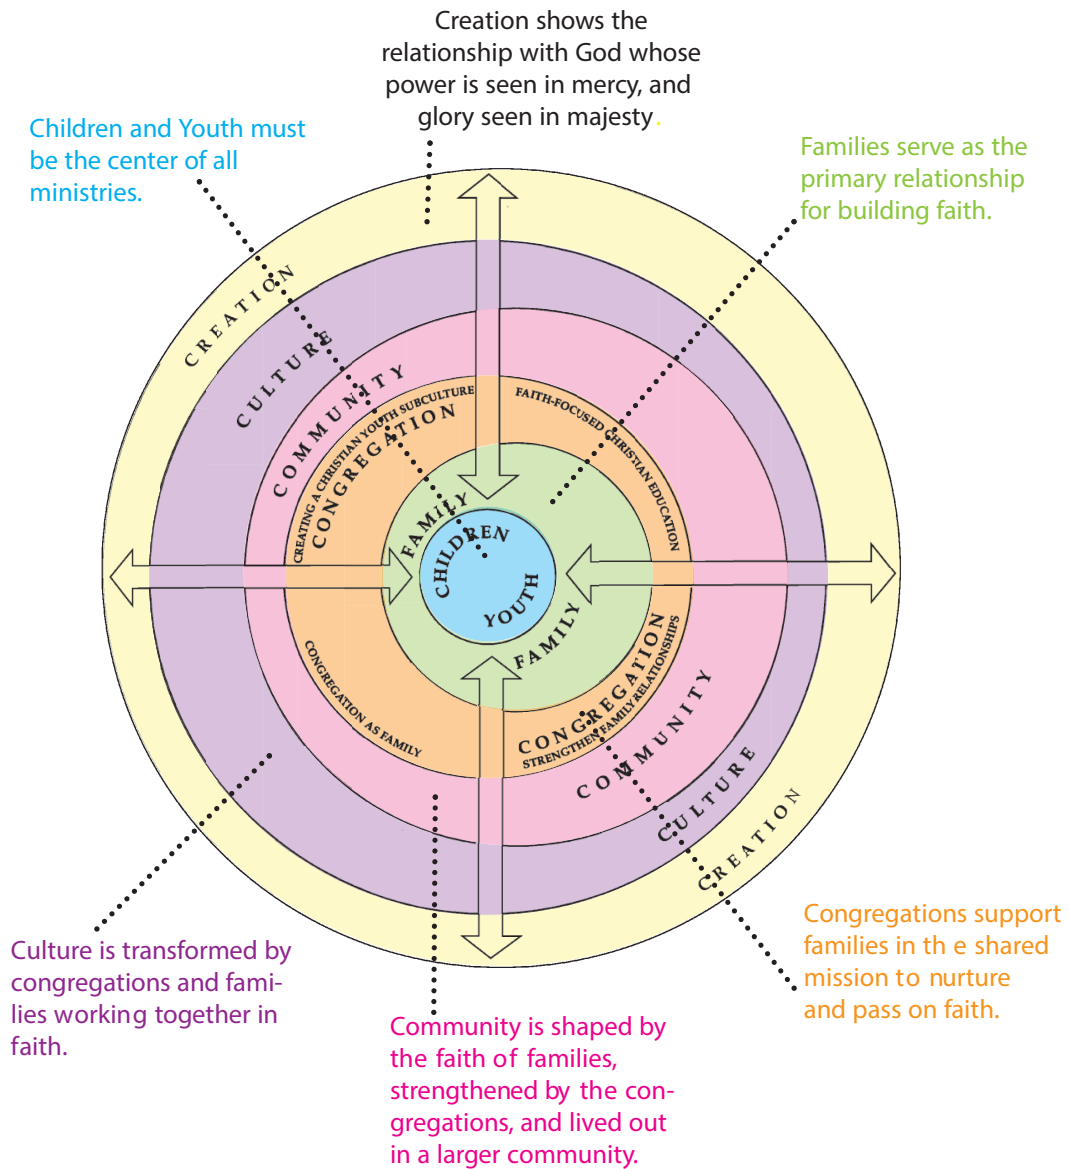 Creation shows the
relationship with God whose
power is seen in mercy, and
glory seen in majesty.
Children and Youth must
be the center of all
ministries.
Families serve as the
primary relationship
for building faith.
CREATION
CULTURE
COMMUNITY
CREATING A CHRISTIAN YOUTH SUBCULTURE
CONGREGATION
FAITH-FOCUSED CHRISTIAN EDUCATION
FAMILY
CHILDREN
YOUTH
FAMILY
CONGREGATION AS FAMILY
CONGREGATION
STRENGTHEN FAMILY RELATIONSHIPS
COMMUNITY
CULTURE
CREATION
Congregations support
families in th e shared
mission to nurture
and pass on faith.
Culture is transformed by
congregations and fami-
lies working together in
faith.
Community is shaped by
the faith of families,
strengthened by the con-
gregations, and lived out
in a larger community.